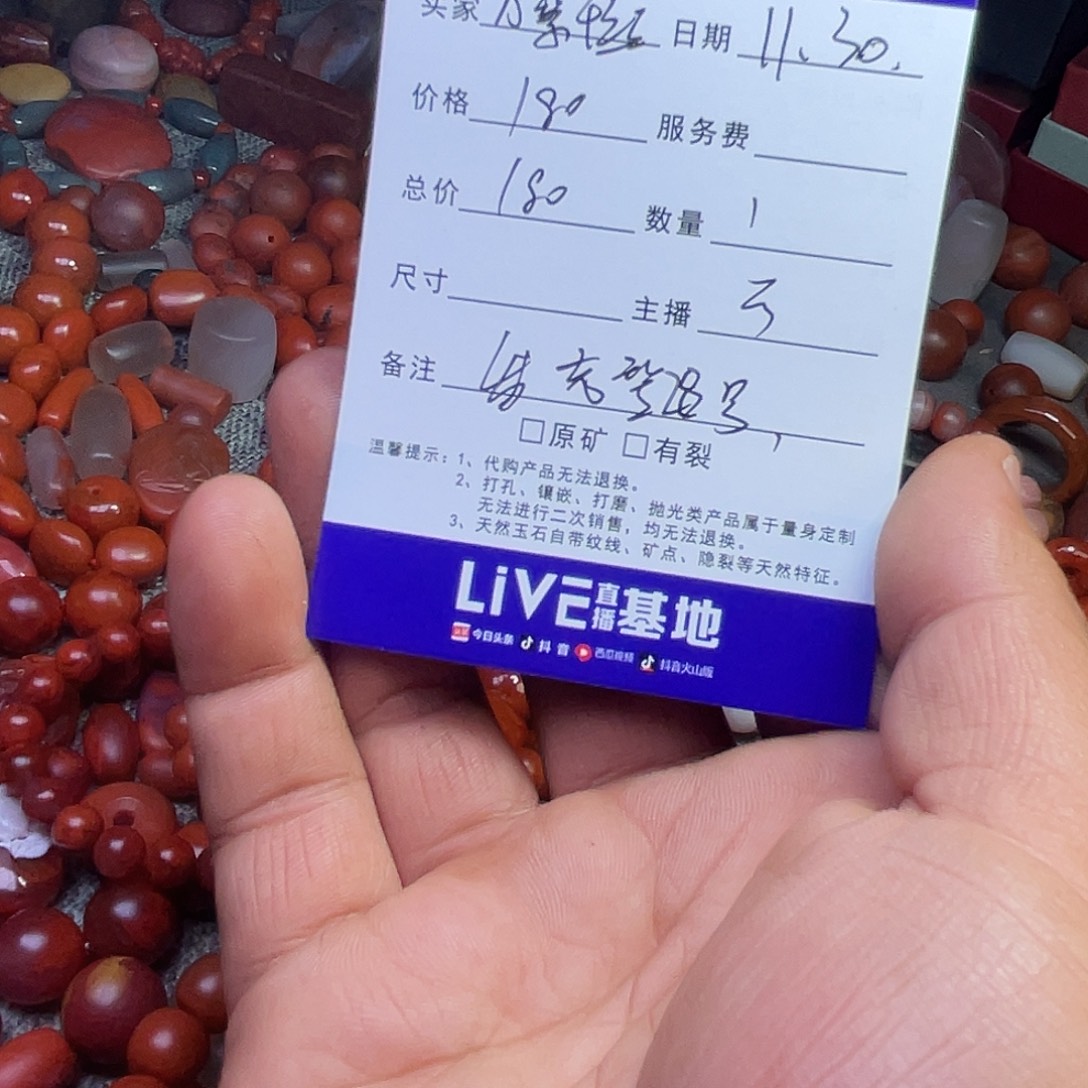 买家 日期 11.30.
价格 180 服务费
总价 180 数量 1
尺寸 主播
备注
□原矿 □有裂
温馨提示：1、代购产品无法退换。
2、打孔、镶嵌、打磨、抛光类产品属于量身定制
无法进行二次销售，均无法退换。
3、天然玉石自带纹线、矿点、隐裂等天然特征。
LiVE直播基地
今日头条 抖音 西瓜视频 抖音火山版